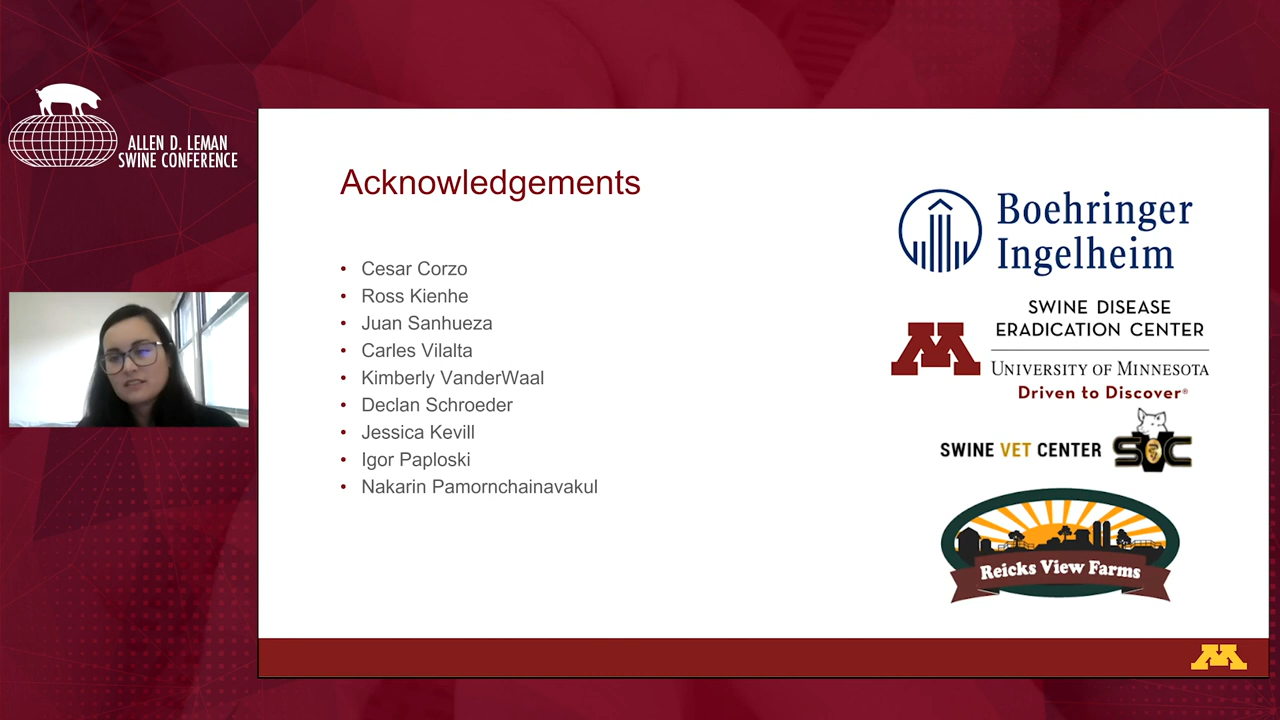 ALLEN D. LEMAN
SWINE CONFERENCE
Acknowledgements
• Cesar Corzo
• Ross Kienhe
• Juan Sanhueza
• Carles Vilalta
• Kimberly VanderWaal
• Declan Schroeder
• Jessica Kevill
• Igor Paploski
• Nakarin Pamornchainavakul
Boehringer
Ingelheim
SWINE DISEASE
ERADICATION CENTER
M
UNIVERSITY OF MINNESOTA
Driven to Discover®
SWINE VET CENTER SVC
Reicks View Farms
M